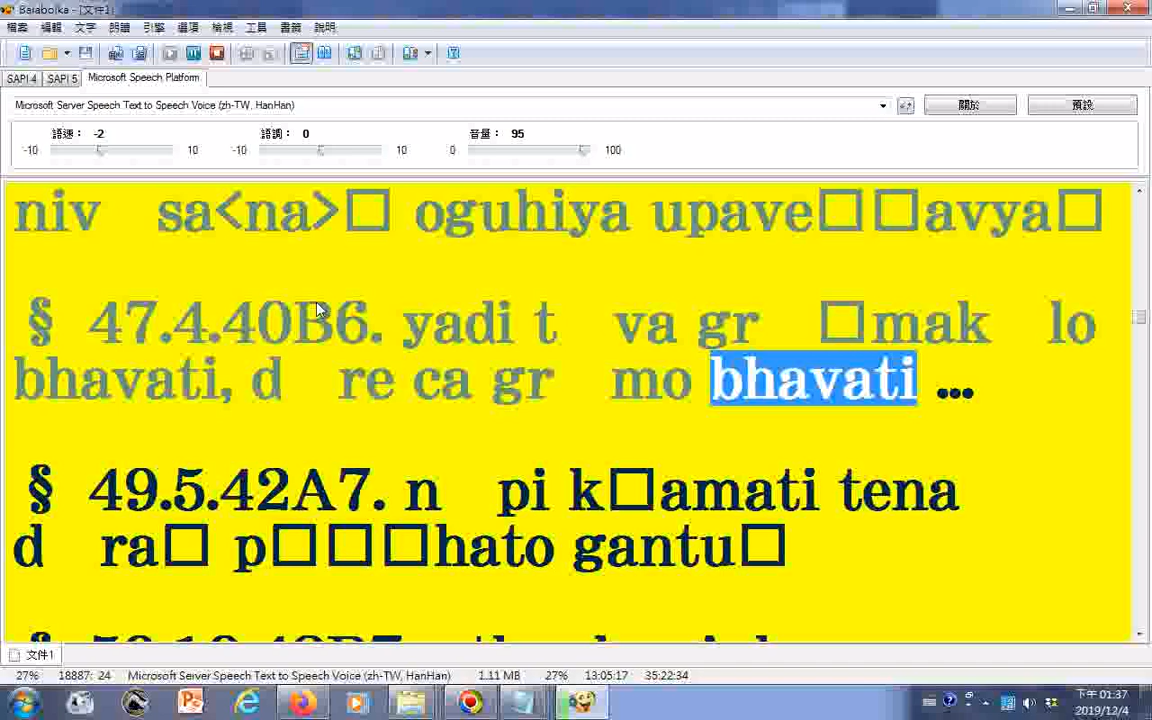 Balabolka - [文件1]
檔案 編輯 文字 朗讀 引擎 選項 檢視 工具 書籤 說明
SAPI 4 SAPI 5 Microsoft Speech Platform
Microsoft Server Speech Text to Speech Voice (zh-TW, HanHan) 關於 預設
語速： -2 語調： 0 音量： 95
-10 10 -10 10 0 100
niv sa<na>□ oguhiya upave□□avya□
§ 47.4.40B6. yadi t va gr □mak lo
bhavati, d re ca gr mo bhavati ...
§ 49.5.42A7. n pi k□amati tena
d ra□ p□□□hato gantu□
文件1
27% 18887: 24 Microsoft Server Speech Text to Speech Voice (zh-TW, HanHan) 1.11 MB 27% 13:05:17 35:22:34
下午 01:37
2019/12/4